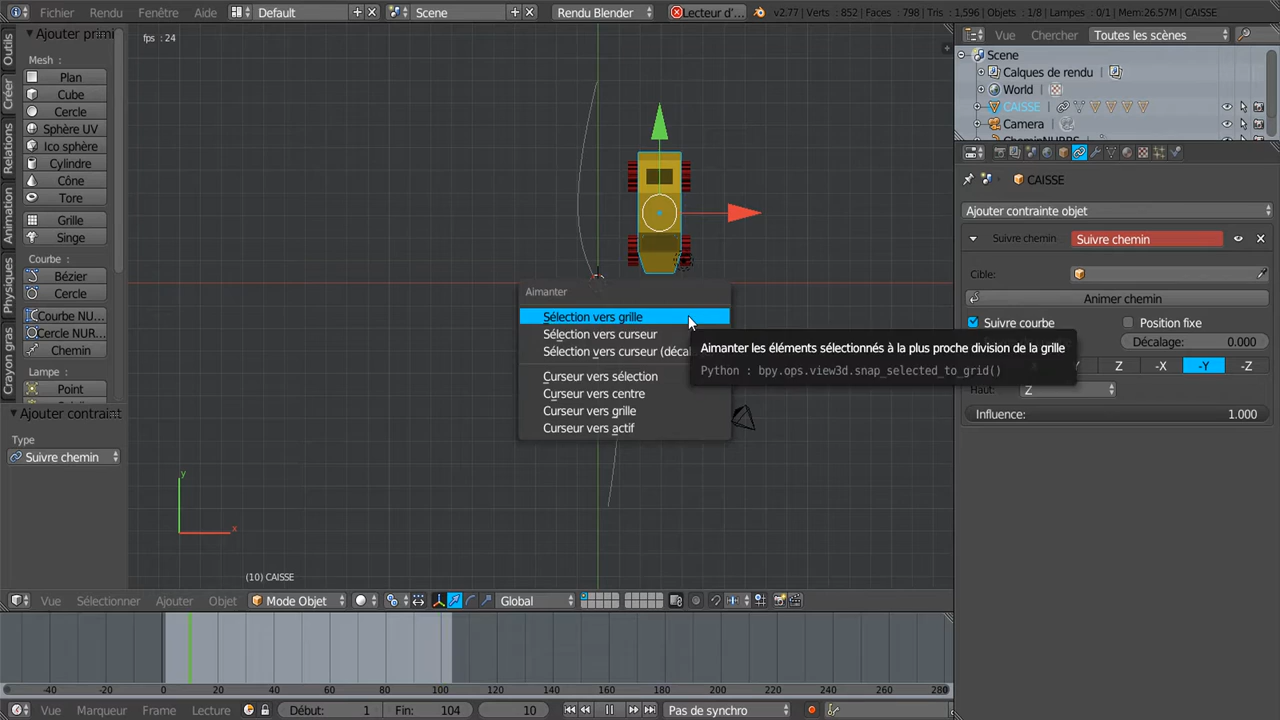 Fichier Rendu Fenêtre Aide Default Scene Rendu Blender Lecteur d'... v2.77 | Verts : 852 | Faces : 798 | Tris : 1,596 | Objets : 1/8 | Lampes : 0/1 | Mem:26.57M | CAISSE
Ajouter primi
Mesh :
Plan
Cube
Cercle
Sphère UV
Ico sphère
Cylindre
Cône
Tore
Grille
Singe
Courbe :
Bézier
Cercle
Courbe NU...
Cercle NUR...
Chemin
Lampe :
Point
Outils
Créer
Relations
Animation
Physiques
Crayon gras
Ajouter contraint
Type
Suivre chemin
fps : 24
Aimanter
Sélection vers grille
Sélection vers curseur
Sélection vers curseur (décal
Curseur vers sélection
Curseur vers centre
Curseur vers grille
Curseur vers actif
Aimanter les éléments sélectionnés à la plus proche division de la grille
Python : bpy.ops.view3d.snap_selected_to_grid()
y
x
(10) CAISSE
Vue Sélectionner Ajouter Objet Mode Objet Global
-40 -20 0 20 40 60 80 100 120 140 160 180 200 220 240 260 280
Vue Marqueur Frame Lecture Début: 1 Fin: 104 10 Pas de synchro
Vue Chercher Toutes les scènes
Scene
Calques de rendu
World
CAISSE
Camera
CAISSE
Ajouter contrainte objet
Suivre chemin Suivre chemin
Cible:
Animer chemin
Suivre courbe Position fixe
Décalage: 0.000
Z -X -Y -Z
Z
Influence: 1.000